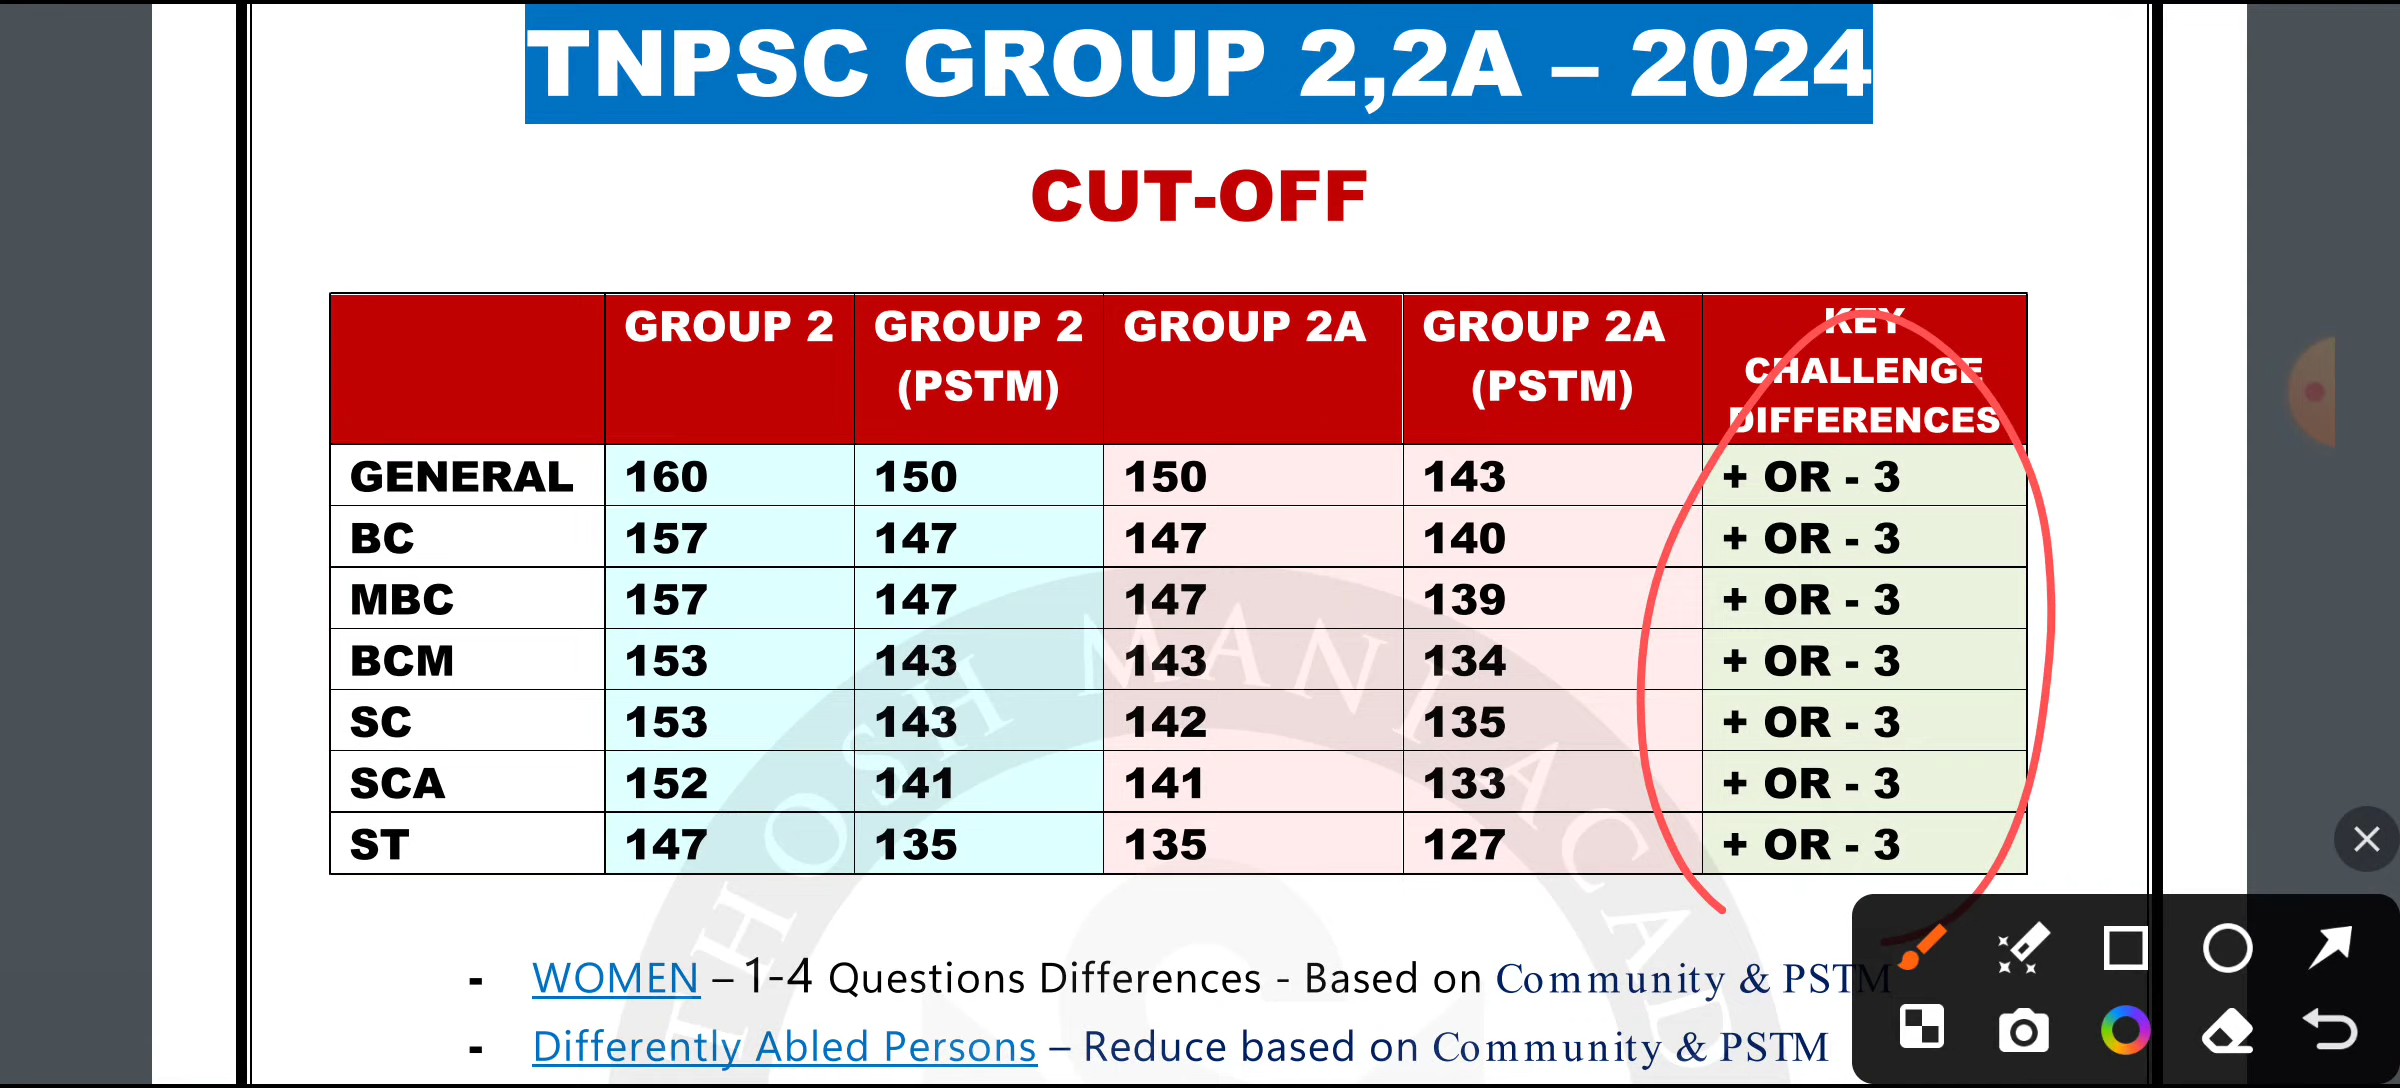 TNPSC GROUP 2,2A – 2024
CUT-OFF
GROUP 2 GROUP 2 (PSTM) GROUP 2A GROUP 2A (PSTM) KEY CHALLENGE DIFFERENCES
GENERAL 160 150 150 143 + OR - 3
BC 157 147 147 140 + OR - 3
MBC 157 147 147 139 + OR - 3
BCM 153 143 143 134 + OR - 3
SC 153 143 142 135 + OR - 3
SCA 152 141 141 133 + OR - 3
ST 147 135 135 127 + OR - 3
THOSH MANI ACAD
- WOMEN – 1-4 Questions Differences - Based on Community & PSTM
- Differently Abled Persons – Reduce based on Community & PSTM